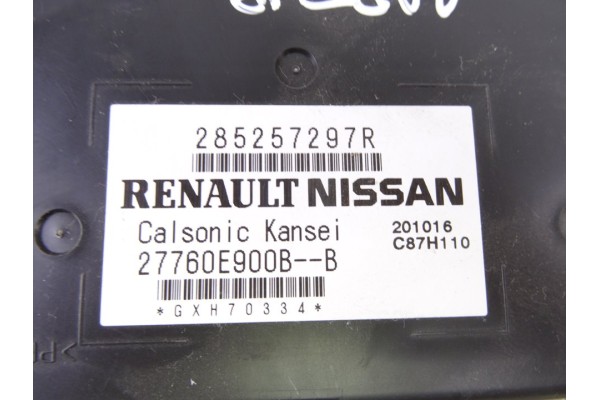 285257297R
RENAULT NISSAN
Calsonic Kansei
201016
27760E900B--B
C87H110
*GXH70334*
>P